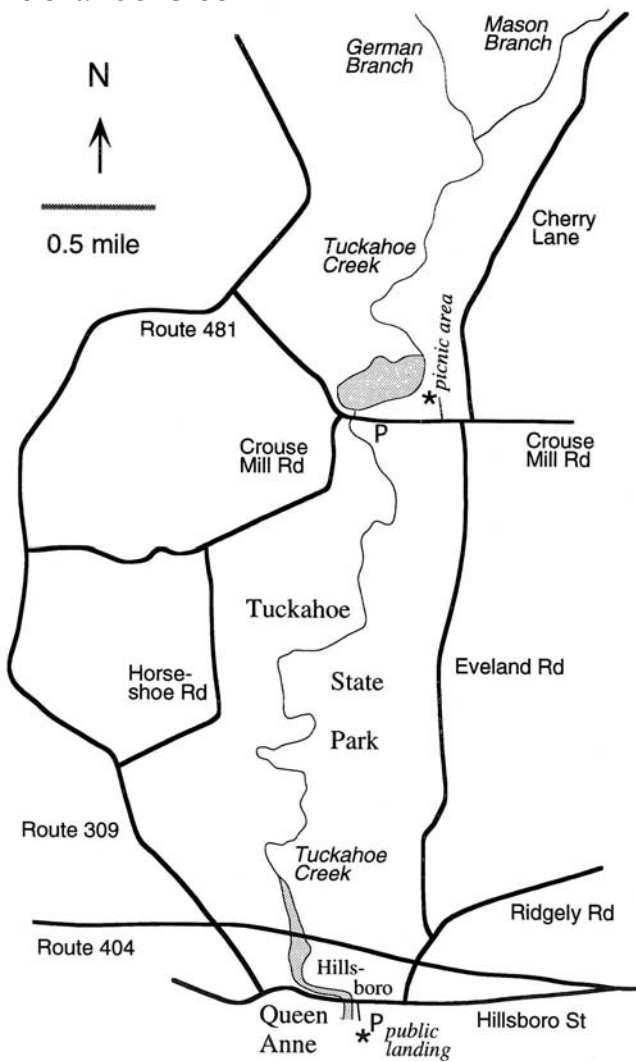 German
Branch
Mason
Branch
N
0.5 mile
Cherry
Lane
Tuckahoe
Creek
Route 481
picnic area
*
P
Crouse
Mill Rd
Crouse
Mill Rd
Tuckahoe
Horse-
shoe Rd
State
Eveland Rd
Park
Route 309
Tuckahoe
Creek
Ridgely Rd
Route 404
Hills-
boro
Queen
Anne
P
*
public
landing
Hillsboro St